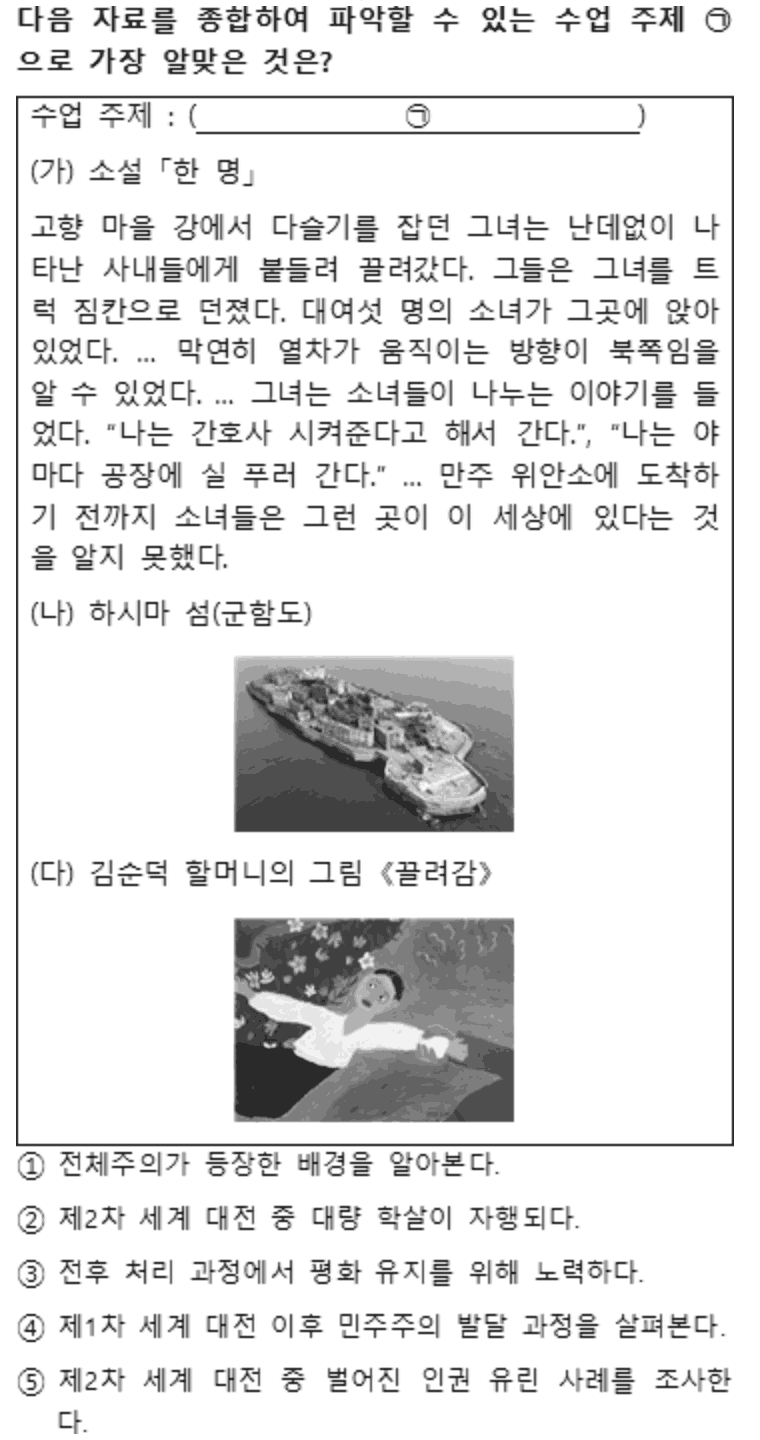 다음 자료를 종합하여 파악할 수 있는 수업 주제 ㉠
으로 가장 알맞은 것은?
수업 주제 : ( ㉠ )
(가) 소설 「한 명」
고향 마을 강에서 다슬기를 잡던 그녀는 난데없이 나
타난 사내들에게 붙들려 끌려갔다. 그들은 그녀를 트
럭 짐칸으로 던졌다. 대여섯 명의 소녀가 그곳에 앉아
있었다. … 막연히 열차가 움직이는 방향이 북쪽임을
알 수 있었다. … 그녀는 소녀들이 나누는 이야기를 들
었다. “나는 간호사 시켜준다고 해서 간다.”, “나는 야
마다 공장에 실 푸러 간다.” … 만주 위안소에 도착하
기 전까지 소녀들은 그런 곳이 이 세상에 있다는 것
을 알지 못했다.
(나) 하시마 섬(군함도)
(다) 김순덕 할머니의 그림 《끌려감》
① 전체주의가 등장한 배경을 알아본다.
② 제2차 세계 대전 중 대량 학살이 자행되다.
③ 전후 처리 과정에서 평화 유지를 위해 노력하다.
④ 제1차 세계 대전 이후 민주주의 발달 과정을 살펴본다.
⑤ 제2차 세계 대전 중 벌어진 인권 유린 사례를 조사한
다.